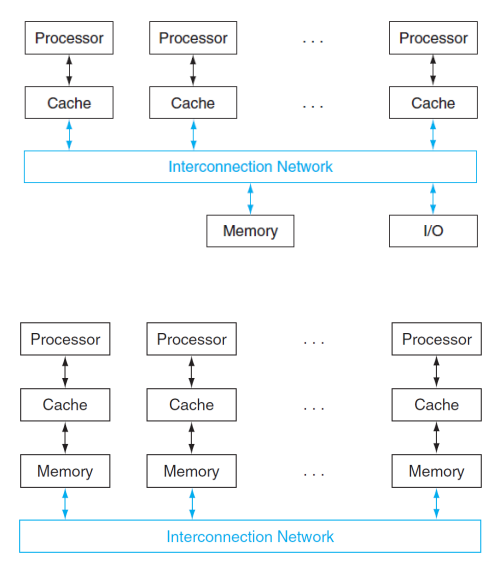 Processor Processor ... Processor
Cache Cache ... Cache
Interconnection Network
Memory I/O
Processor Processor ... Processor
Cache Cache ... Cache
Memory Memory ... Memory
Interconnection Network